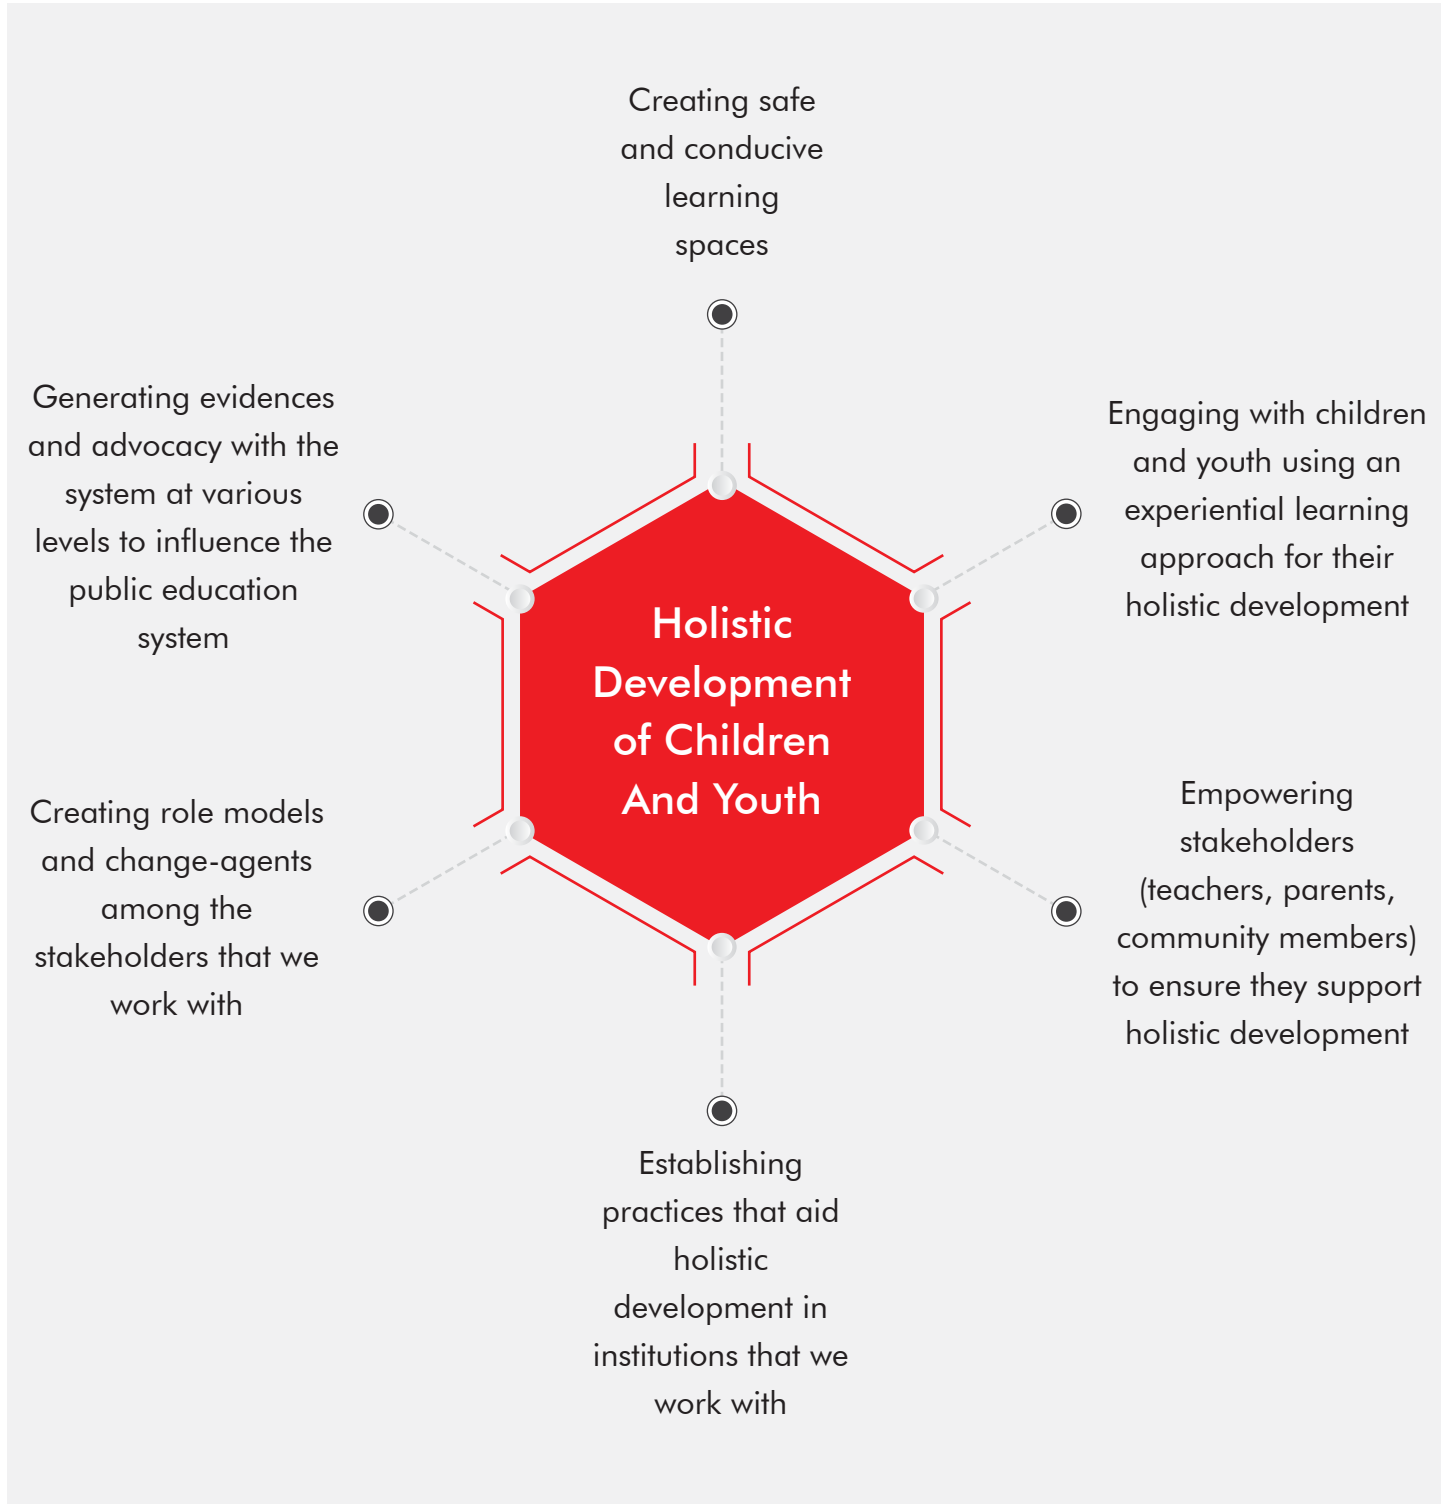 Creating safe
and conducive
learning
spaces
Generating evidences
and advocacy with the
system at various
levels to influence the
public education
system
Engaging with children
and youth using an
experiential learning
approach for their
holistic development
Holistic
Development
of Children
And Youth
Creating role models
and change-agents
among the
stakeholders that we
work with
Empowering
stakeholders
(teachers, parents,
community members)
to ensure they support
holistic development
Establishing
practices that aid
holistic
development in
institutions that we
work with